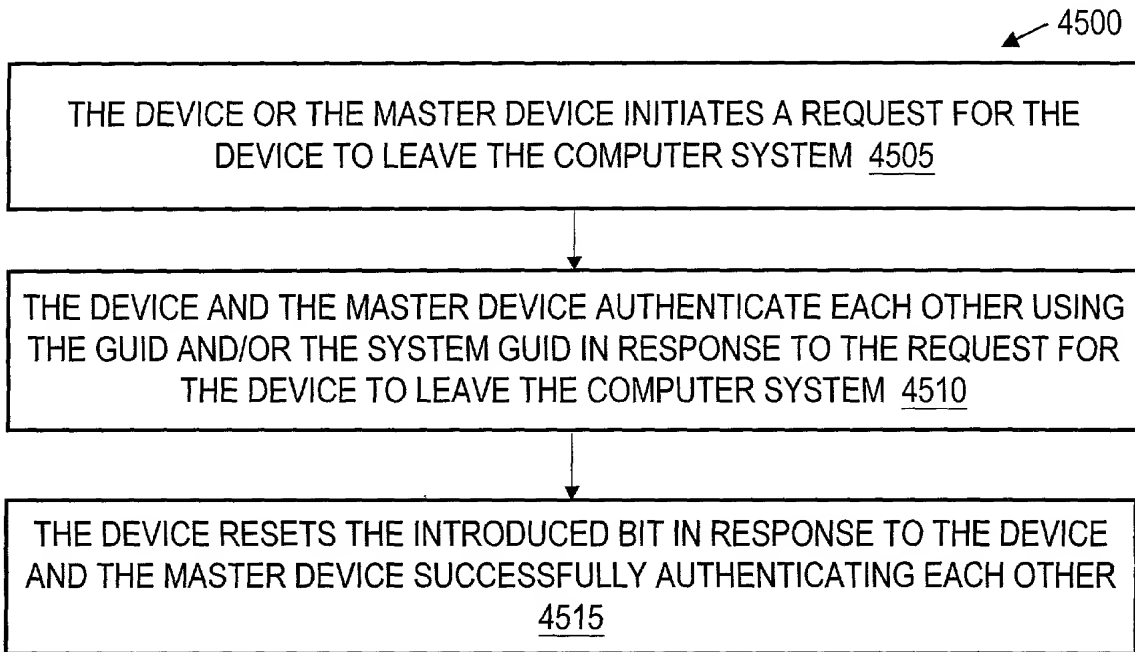 4500
THE DEVICE OR THE MASTER DEVICE INITIATES A REQUEST FOR THE
DEVICE TO LEAVE THE COMPUTER SYSTEM 4505
THE DEVICE AND THE MASTER DEVICE AUTHENTICATE EACH OTHER USING
THE GUID AND/OR THE SYSTEM GUID IN RESPONSE TO THE REQUEST FOR
THE DEVICE TO LEAVE THE COMPUTER SYSTEM 4510
THE DEVICE RESETS THE INTRODUCED BIT IN RESPONSE TO THE DEVICE
AND THE MASTER DEVICE SUCCESSFULLY AUTHENTICATING EACH OTHER
4515